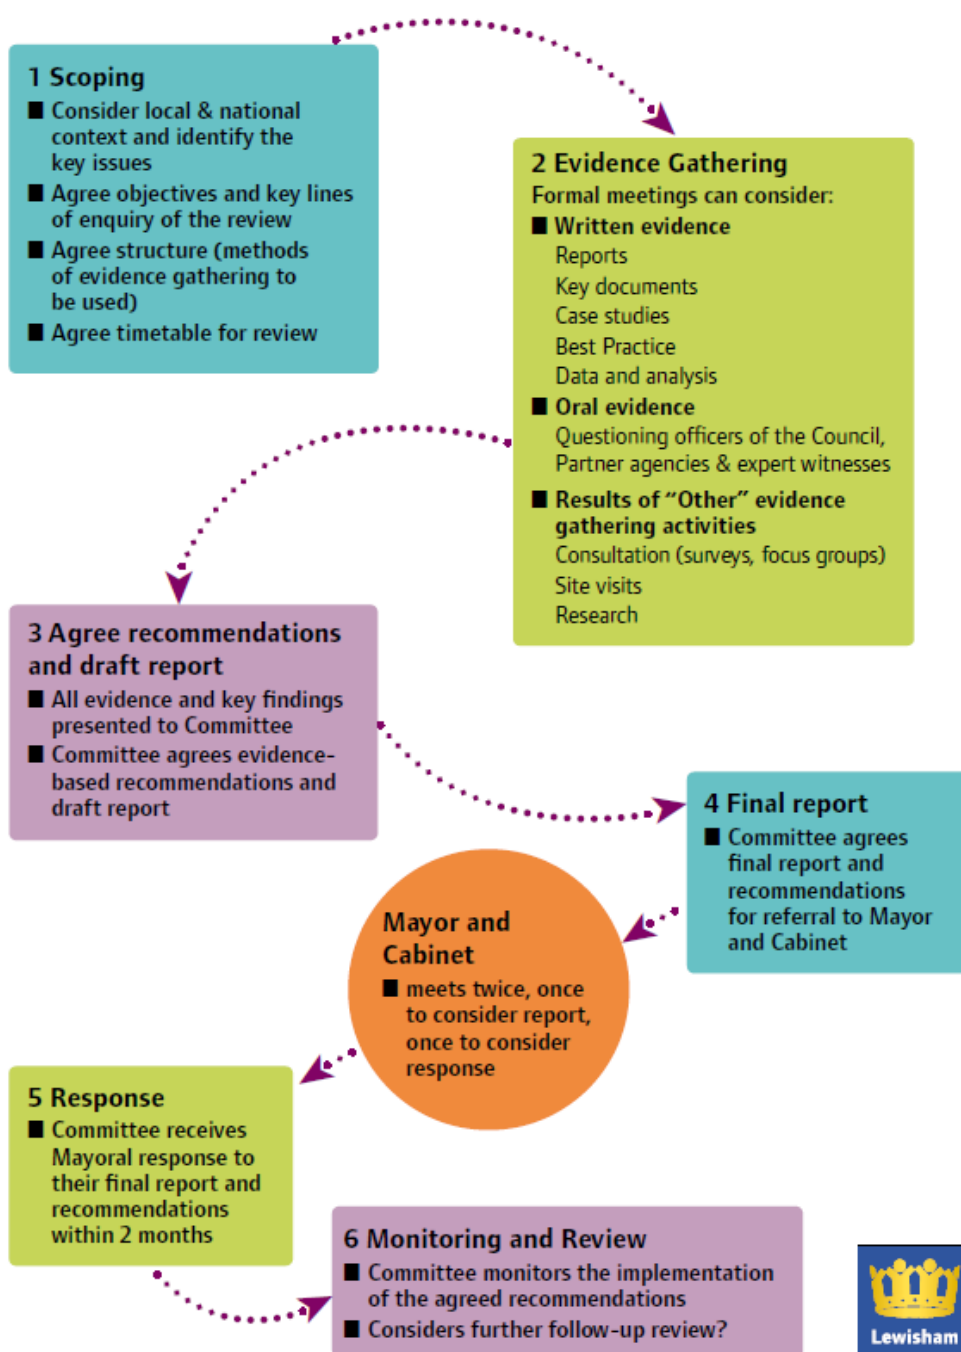 1 Scoping
■ Consider local & national
context and identify the
key issues
■ Agree objectives and key lines
of enquiry of the review
■ Agree structure (methods
of evidence gathering to
be used)
■ Agree timetable for review
2 Evidence Gathering
Formal meetings can consider:
■ Written evidence
Reports
Key documents
Case studies
Best Practice
Data and analysis
■ Oral evidence
Questioning officers of the Council,
Partner agencies & expert witnesses
■ Results of “Other” evidence
gathering activities
Consultation (surveys, focus groups)
Site visits
Research
3 Agree recommendations
and draft report
■ All evidence and key findings
presented to Committee
■ Committee agrees evidence-
based recommendations and
draft report
4 Final report
■ Committee agrees
final report and
recommendations
for referral to Mayor
and Cabinet
Mayor and
Cabinet
■ meets twice, once
to consider report,
once to consider
response
5 Response
■ Committee receives
Mayoral response to
their final report and
recommendations
within 2 months
6 Monitoring and Review
■ Committee monitors the implementation
of the agreed recommendations
■ Considers further follow-up review?
Lewisham